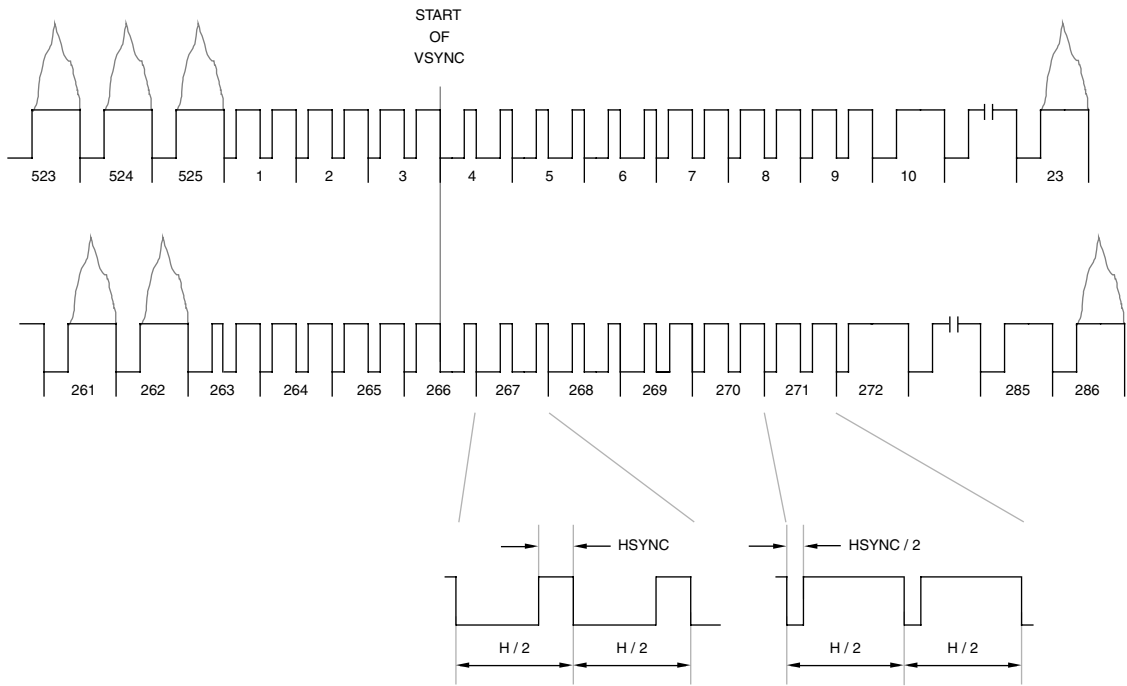 START
OF
VSYNC
523 524 525 1 2 3 4 5 6 7 8 9 10 23
261 262 263 264 265 266 267 268 269 270 271 272 285 286
HSYNC HSYNC / 2
H / 2 H / 2 H / 2 H / 2